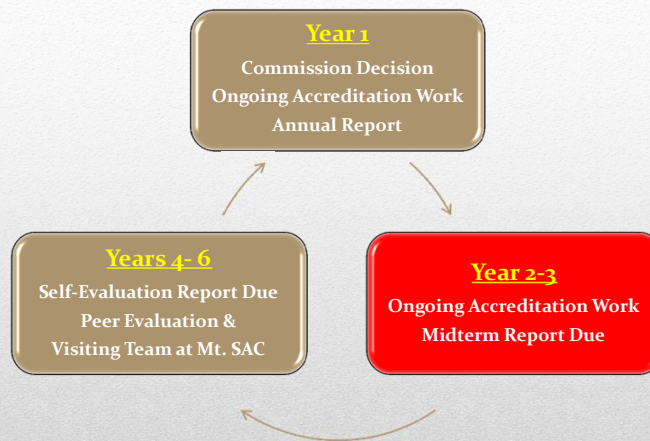 Year 1
Commission Decision
Ongoing Accreditation Work
Annual Report
Years 4- 6
Self-Evaluation Report Due
Peer Evaluation &
Visiting Team at Mt. SAC
Year 2-3
Ongoing Accreditation Work
Midterm Report Due